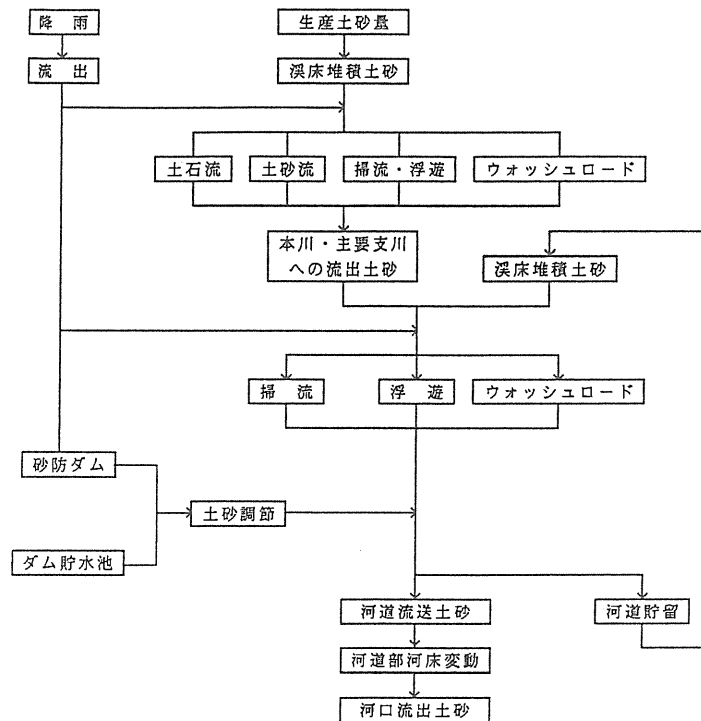 降雨
生産土砂量
流出
渓床堆積土砂
土石流
土砂流
掃流・浮遊
ウォッシュロード
本川・主要支川
への流出土砂
渓床堆積土砂
掃流
浮遊
ウォッシュロード
砂防ダム
土砂調節
ダム貯水池
河道流送土砂
河道貯留
河道部河床変動
河口流出土砂